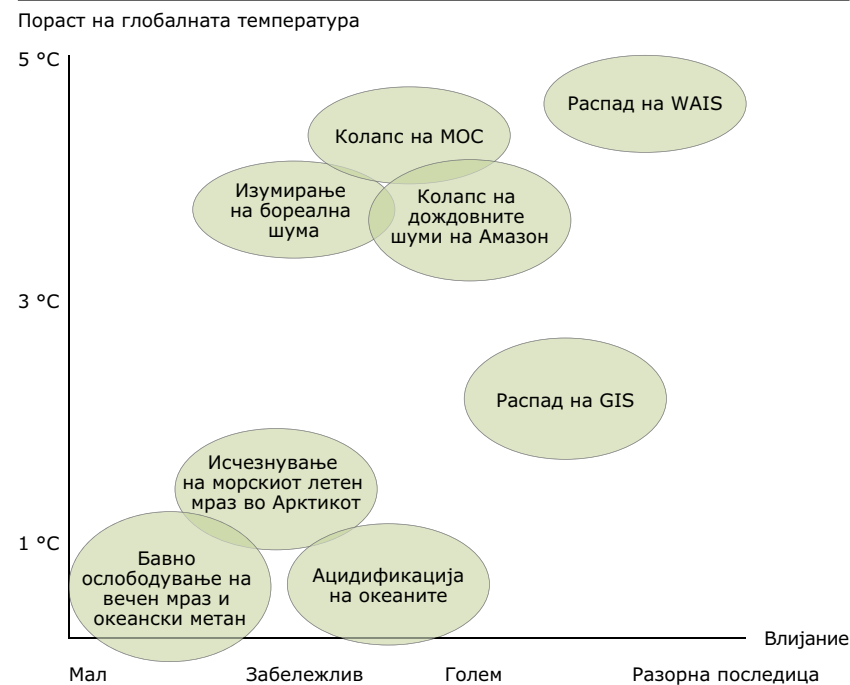 Пораст на глобалната температура
5 °C
Распад на WAIS
Колапс на МОС
Изумирање
на бореална
шума
Колапс на
дождовните
шуми на Амазон
3 °C
Распад на GIS
Исчезнување
на морскиот летен
мраз во Арктикот
1 °C
Бавно
ослободување на
вечен мраз и
океански метан
Ацидификација
на океаните
Влијание
Мал
Забележлив
Голем
Разорна последица